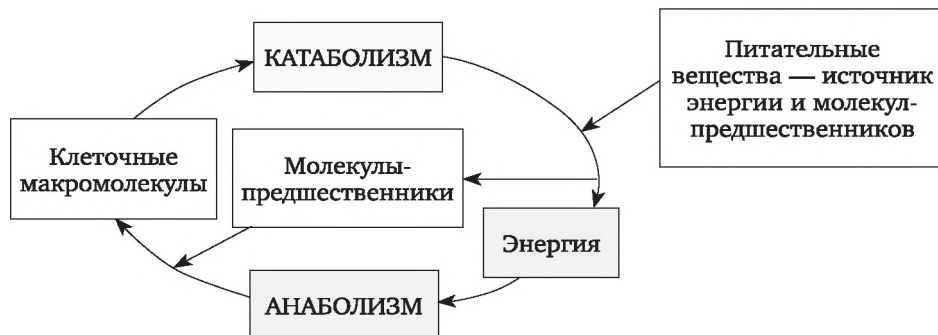 КАТАБОЛИЗМ
Питательные
вещества — источник
энергии и молекул-
предшественников
Клеточные
макромолекулы
Молекулы-
предшественники
Энергия
АНАБОЛИЗМ